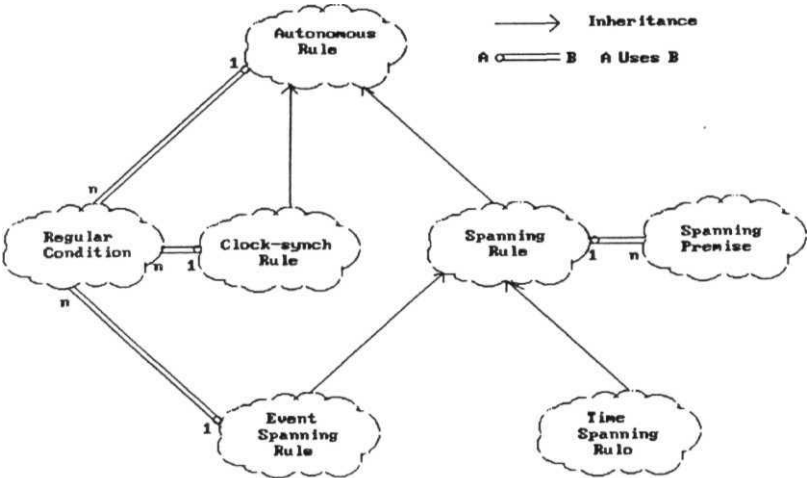 Autonomous
Rule
Inheritance
A B A Uses B
1
n
Regular
Condition
n
1
Clock-synch
Rule
Spanning
Rule
1
n
Spanning
Premise
n
1
Event
Spanning
Rule
Time
Spanning
Rulo